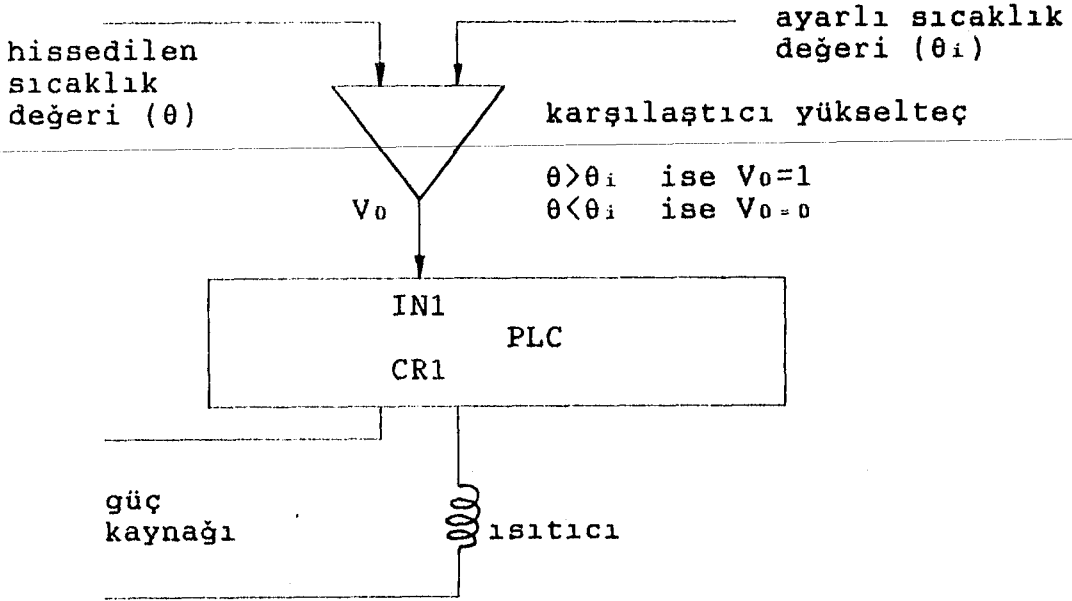 hissedilen
sıcaklık
değeri (θ)
ayarlı sıcaklık
değeri (θi)
karşılaştıcı yükselteç
θ>θi ise V0=1
θ<θi ise V0=0
V0
IN1
PLC
CR1
güç
kaynağı
ısıtıcı